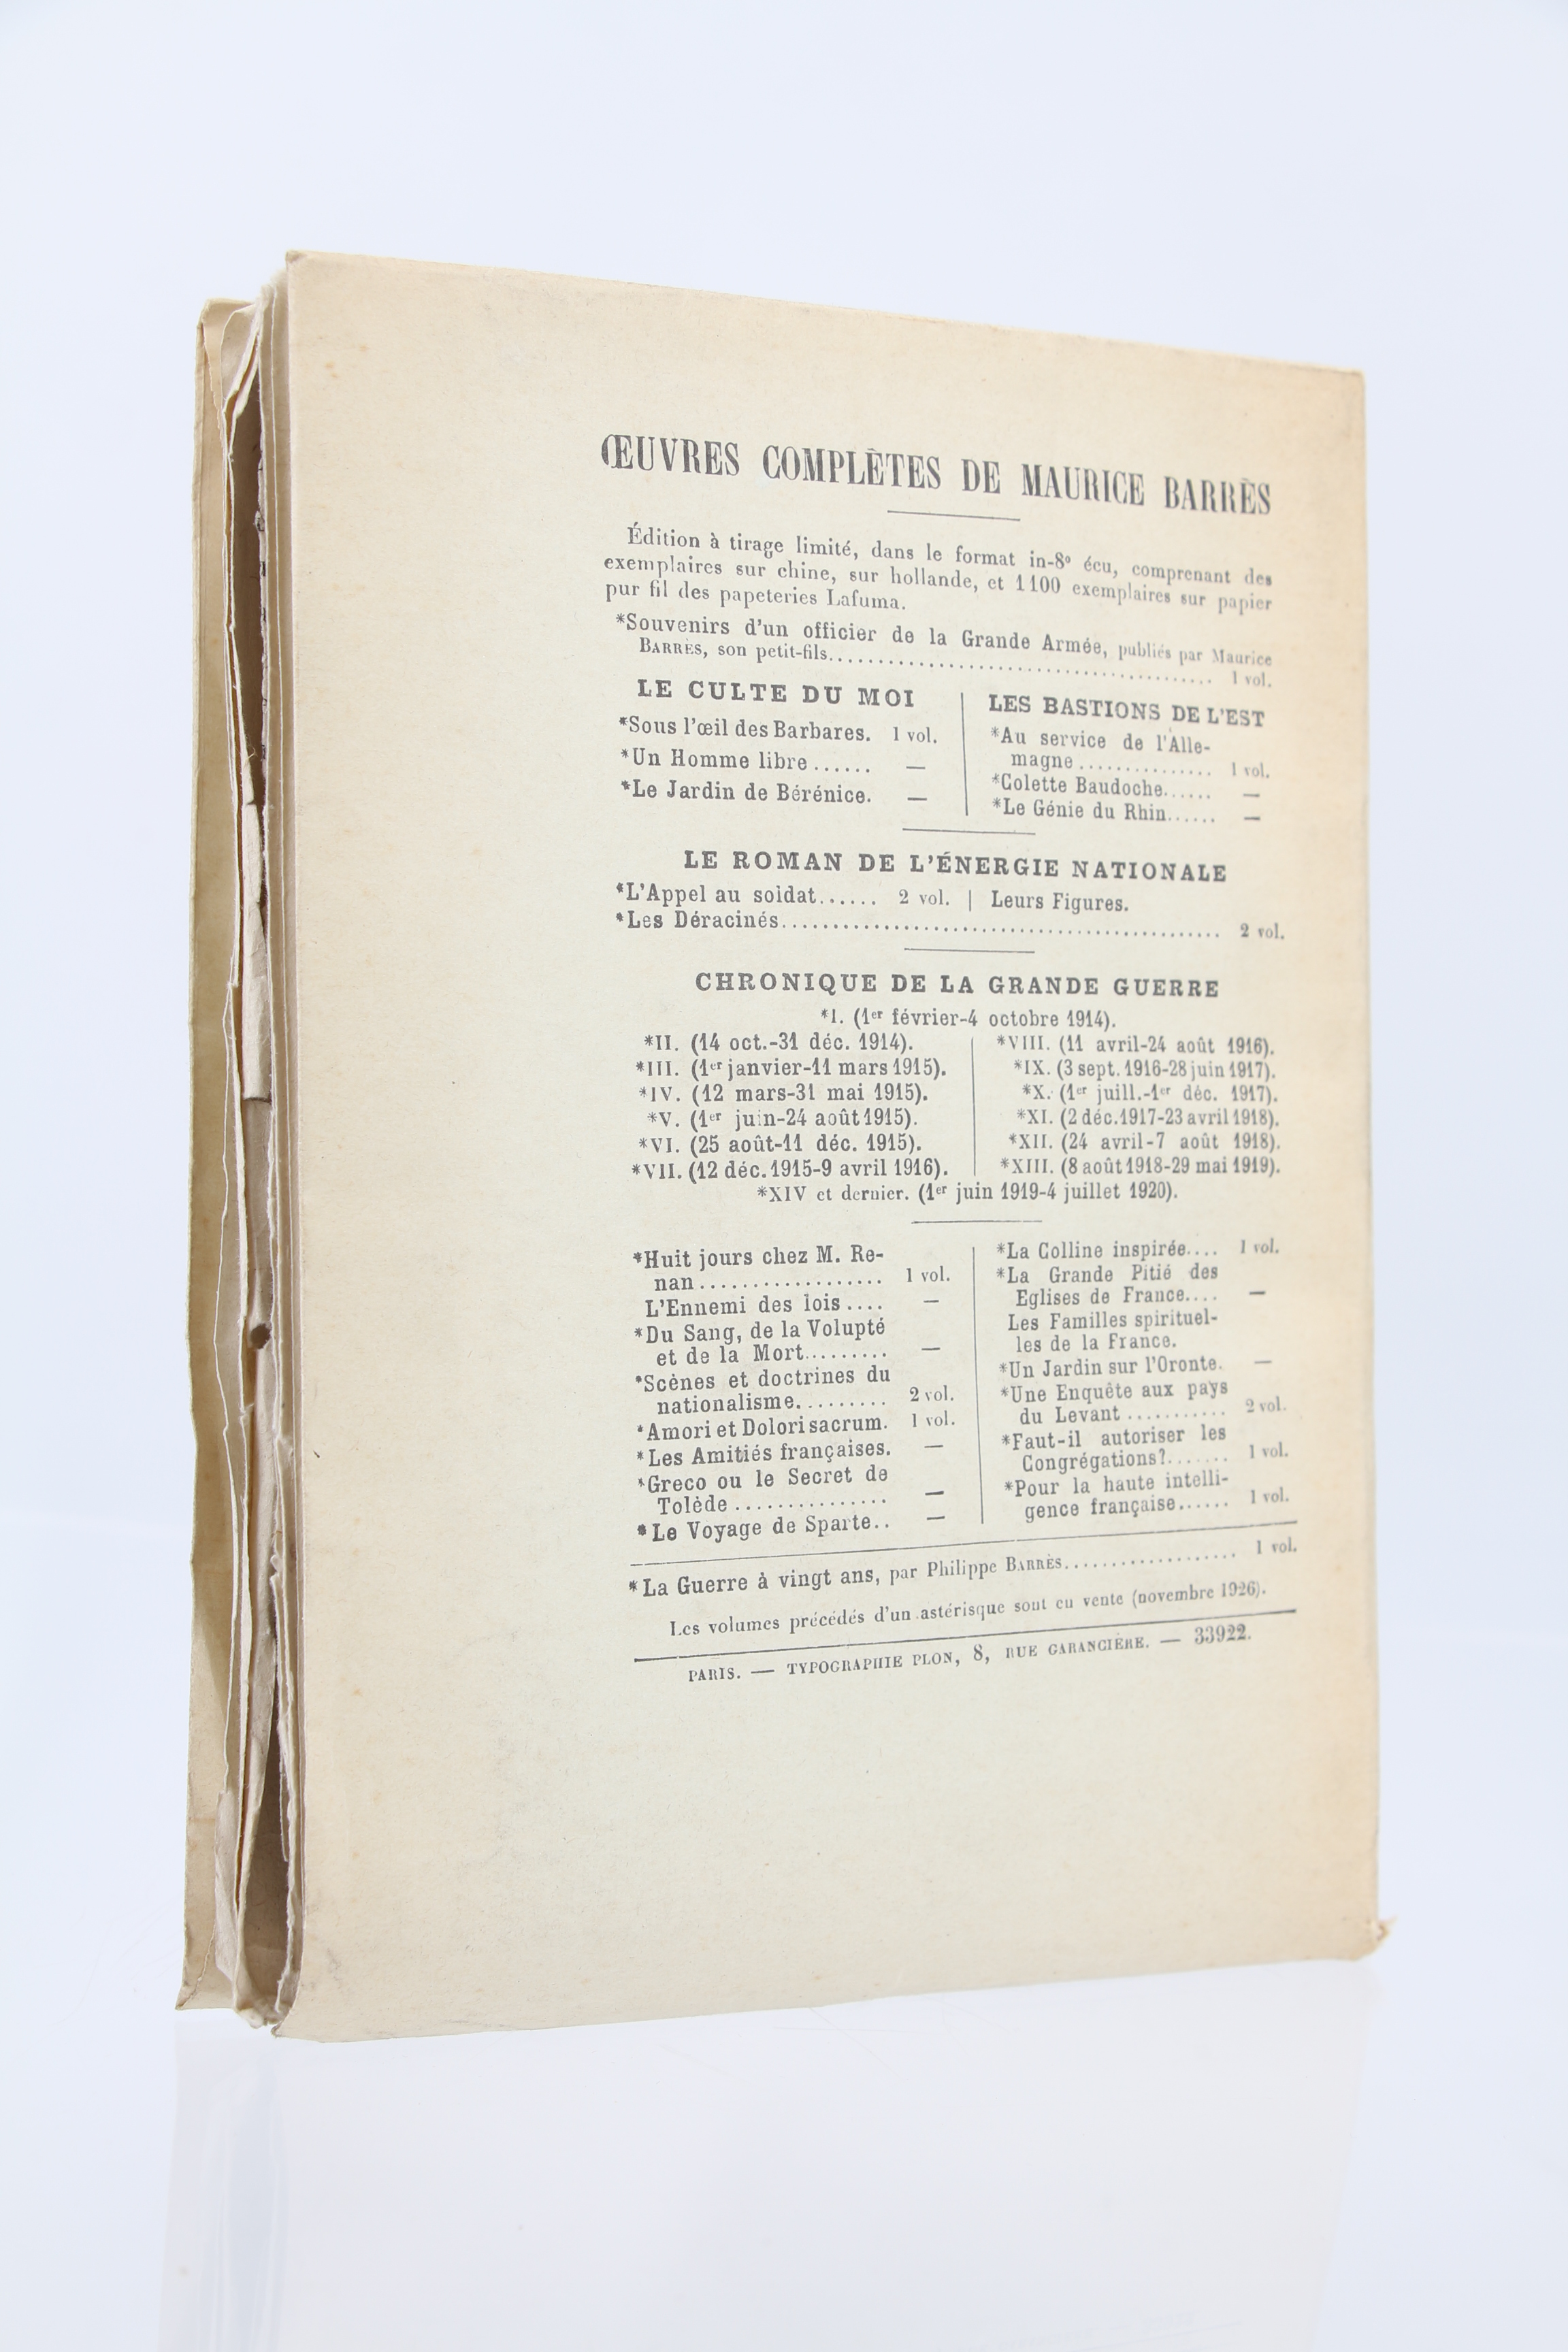 ŒUVRES COMPLÈTES DE MAURICE BARRÈS
Édition à tirage limité, dans le format in-8° écu, comprenant des
exemplaires sur chine, sur hollande, et 1100 exemplaires sur papier
pur fil des papeteries Lafuma.
*Souvenirs d'un officier de la Grande Armée, publiés par Maurice
BARRÈS, son petit-fils.......................................... 1 vol.
LE CULTE DU MOI
*Sous l'œil des Barbares. 1 vol.
*Un Homme libre...... —
*Le Jardin de Bérénice. —
LES BASTIONS DE L'EST
*Au service de l'Alle-
magne............... 1 vol.
*Colette Baudoche...... —
*Le Génie du Rhin...... —
LE ROMAN DE L'ÉNERGIE NATIONALE
*L'Appel au soldat...... 2 vol. | Leurs Figures.
*Les Déracinés............................................... 2 vol.
CHRONIQUE DE LA GRANDE GUERRE
*I. (1er février-4 octobre 1914).
*II. (14 oct.-31 déc. 1914).
*III. (1er janvier-11 mars 1915).
*IV. (12 mars-31 mai 1915).
*V. (1er juin-24 août 1915).
*VI. (25 août-11 déc. 1915).
*VII. (12 déc. 1915-9 avril 1916).
*VIII. (11 avril-24 août 1916).
*IX. (3 sept. 1916-28 juin 1917).
*X. (1er juill.-1er déc. 1917).
*XI. (2 déc. 1917-23 avril 1918).
*XII. (24 avril-7 août 1918).
*XIII. (8 août 1918-29 mai 1919).
*XIV et dernier. (1er juin 1919-4 juillet 1920).
*Huit jours chez M. Re-
nan.................. 1 vol.
L'Ennemi des lois.... —
*Du Sang, de la Volupté
et de la Mort......... —
*Scènes et doctrines du
nationalisme......... 2 vol.
*Amori et Dolori sacrum. 1 vol.
*Les Amitiés françaises. —
*Greco ou le Secret de
Tolède............... —
*Le Voyage de Sparte.. —
*La Colline inspirée.... 1 vol.
*La Grande Pitié des
Eglises de France.... —
Les Familles spirituel-
les de la France.
*Un Jardin sur l'Oronte. —
*Une Enquête aux pays
du Levant........... 2 vol.
*Faut-il autoriser les
Congrégations?....... 1 vol.
*Pour la haute intelli-
gence française...... 1 vol.
*La Guerre à vingt ans, par Philippe BARRÈS................... 1 vol.
Les volumes précédés d'un astérisque sont en vente (novembre 1926).
PARIS. — TYPOGRAPHIE PLON, 8, RUE GARANCIÈRE. — 33922.